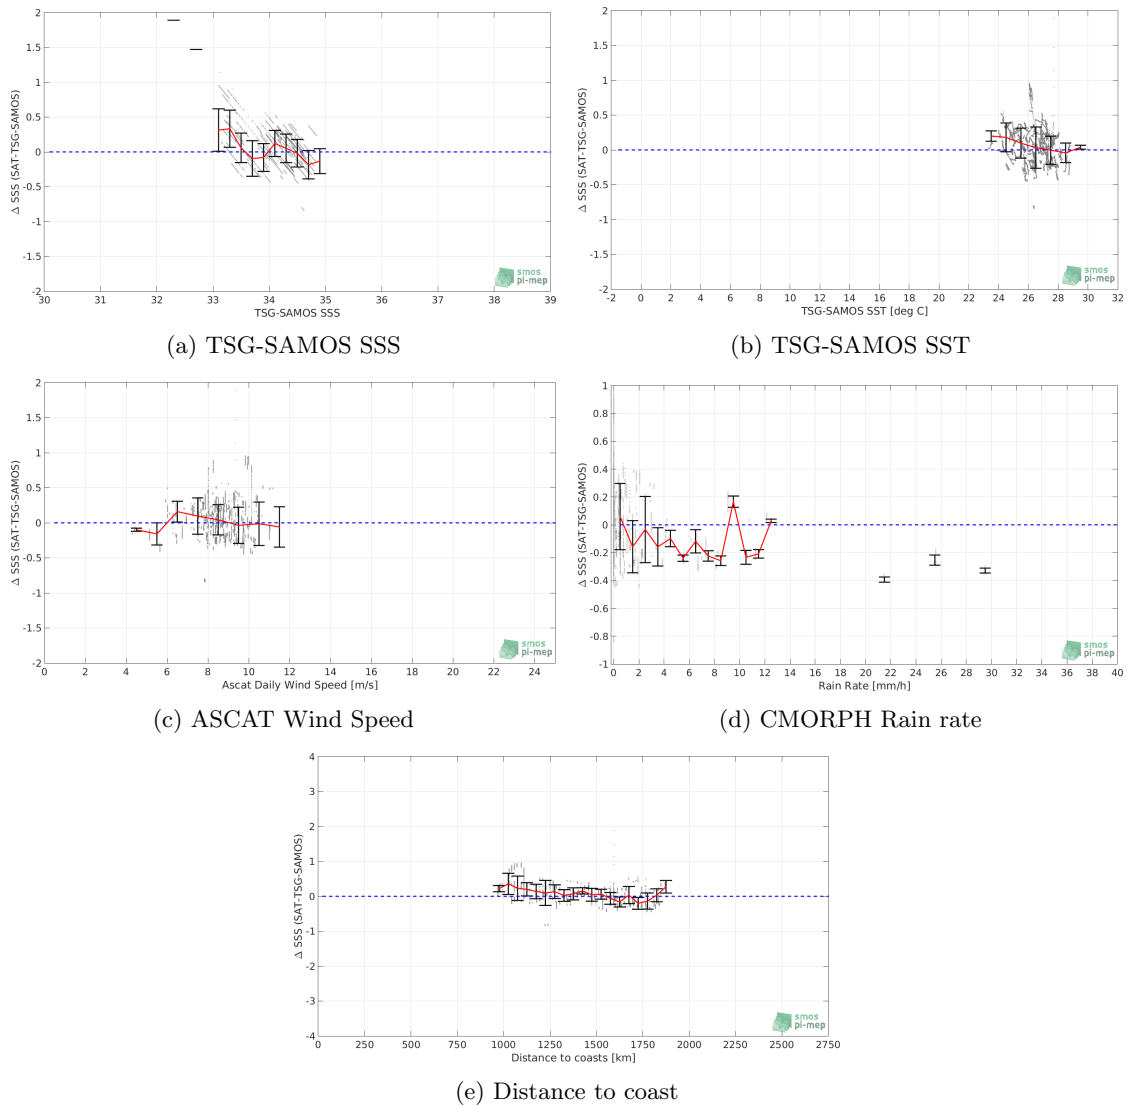 Δ SSS (SAT-TSG-SAMOS)
2
1.5
1
0.5
0
-0.5
-1
-1.5
-2
30 31 32 33 34 35 36 37 38 39
TSG-SAMOS SSS
smos
pi-mep
(a) TSG-SAMOS SSS
Δ SSS (SAT-TSG-SAMOS)
2
1.5
1
0.5
0
-0.5
-1
-1.5
-2
-2 0 2 4 6 8 10 12 14 16 18 20 22 24 26 28 30 32
TSG-SAMOS SST [deg C]
smos
pi-mep
(b) TSG-SAMOS SST
Δ SSS (SAT-TSG-SAMOS)
2
1.5
1
0.5
0
-0.5
-1
-1.5
-2
0 2 4 6 8 10 12 14 16 18 20 22 24
Ascat Daily Wind Speed [m/s]
smos
pi-mep
(c) ASCAT Wind Speed
Δ SSS (SAT-TSG-SAMOS)
1
0.8
0.6
0.4
0.2
0
-0.2
-0.4
-0.6
-0.8
-1
0 2 4 6 8 10 12 14 16 18 20 22 24 26 28 30 32 34 36 38 40
Rain Rate [mm/h]
smos
pi-mep
(d) CMORPH Rain rate
Δ SSS (SAT-TSG-SAMOS)
4
3
2
1
0
-1
-2
-3
-4
0 250 500 750 1000 1250 1500 1750 2000 2250 2500 2750
Distance to coasts [km]
smos
pi-mep
(e) Distance to coast